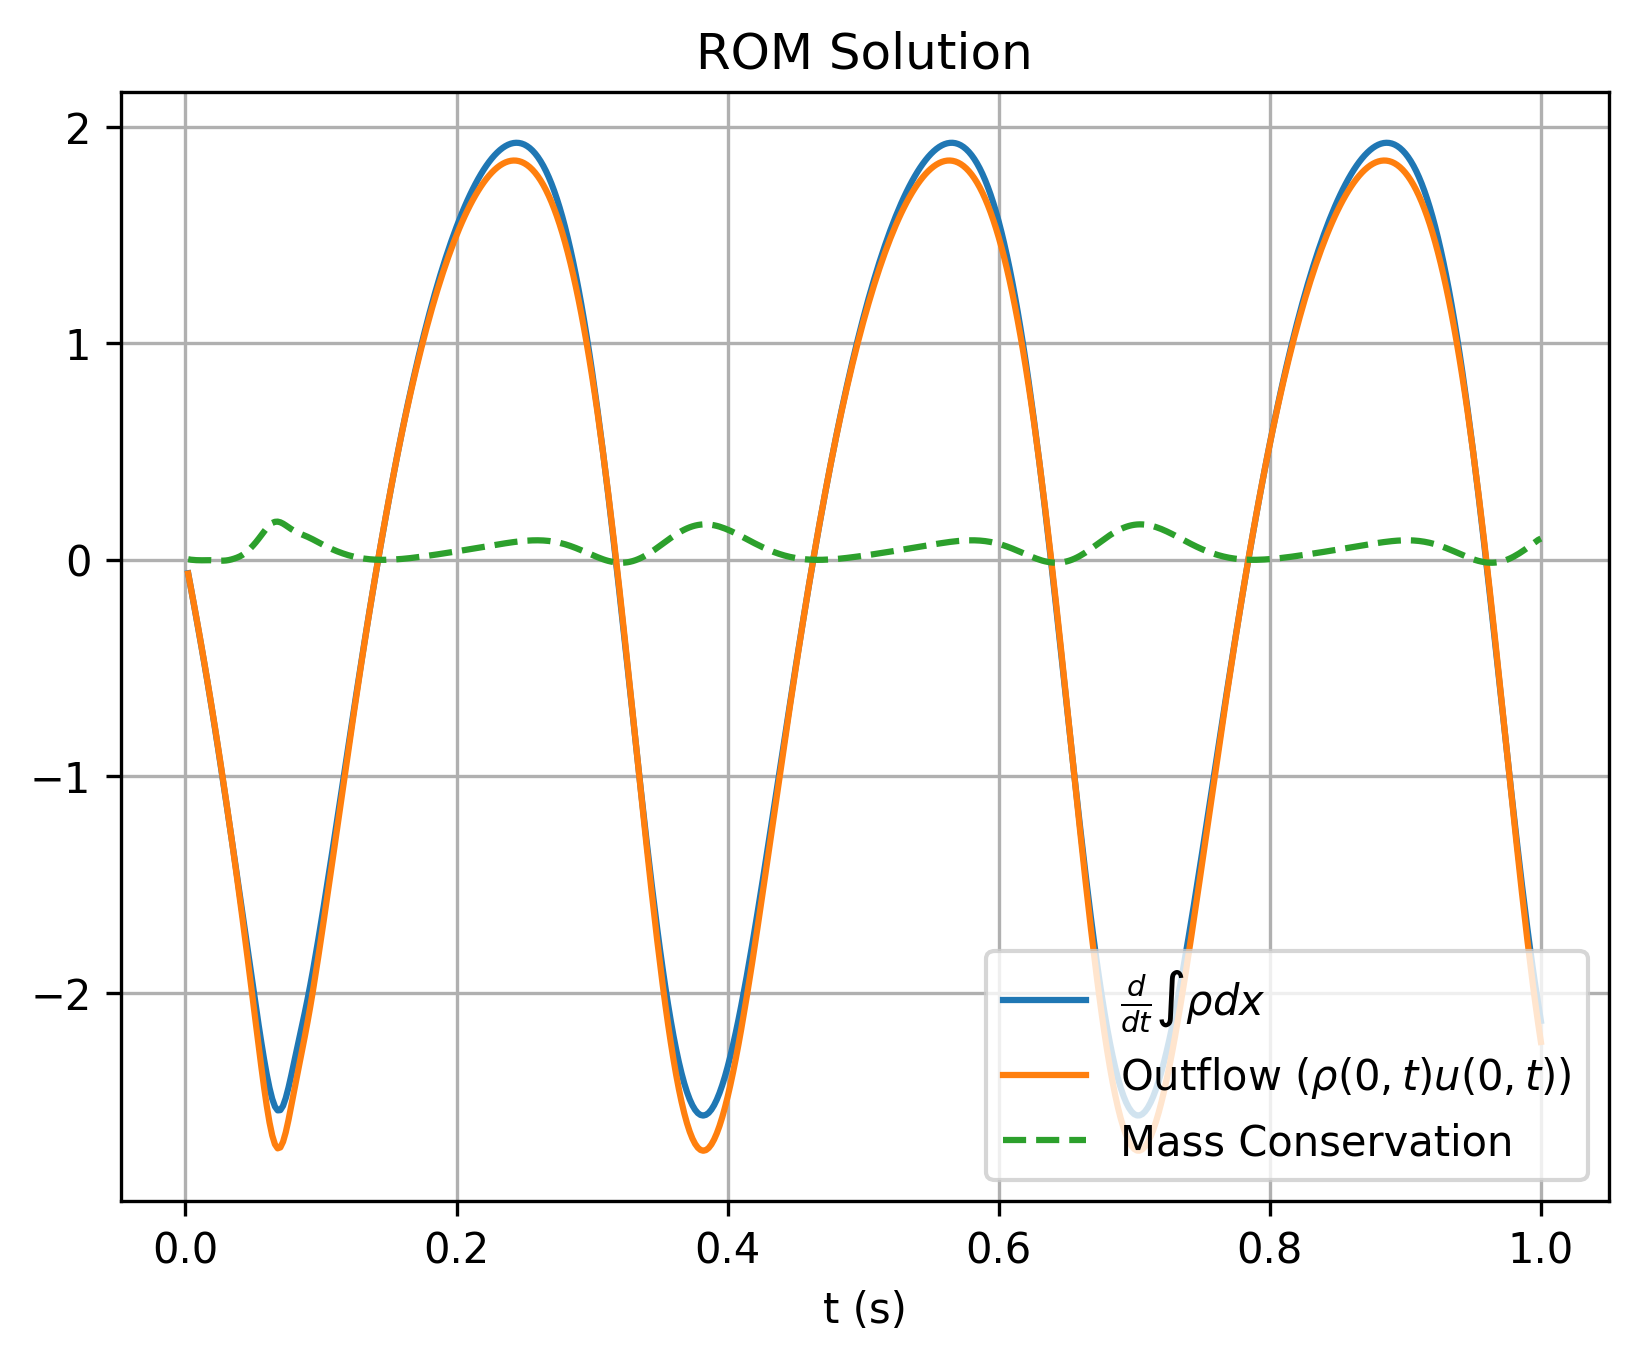 ROM Solution
2
1
0
−1
−2
0.0 0.2 0.4 0.6 0.8 1.0
t (s)
d/dt ∫ρdx
Outflow (ρ(0, t)u(0, t))
Mass Conservation